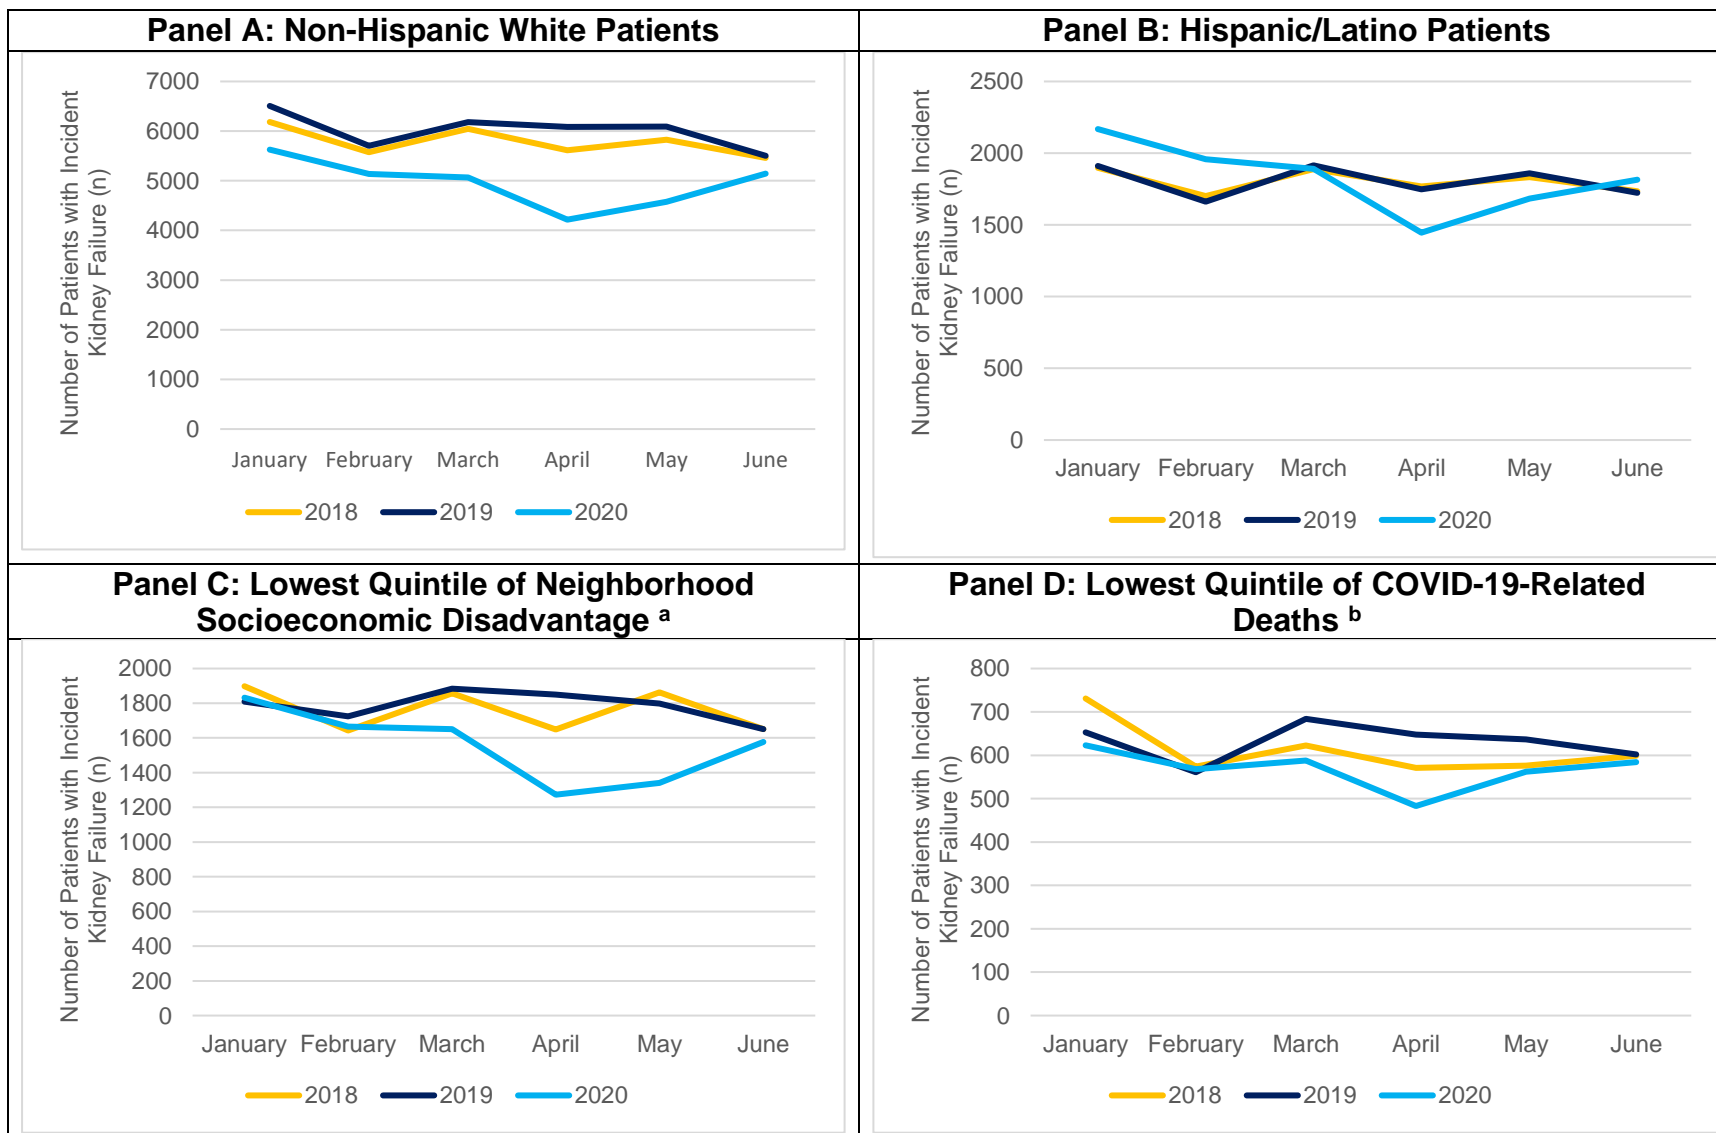 Panel A: Non-Hispanic White Patients
Number of Patients with Incident
Kidney Failure (n)
7000
6000
5000
4000
3000
2000
1000
0
January February March April May June
2018 2019 2020
Panel B: Hispanic/Latino Patients
Number of Patients with Incident
Kidney Failure (n)
2500
2000
1500
1000
500
0
January February March April May June
2018 2019 2020
Panel C: Lowest Quintile of Neighborhood
Socioeconomic Disadvantage a
Number of Patients with Incident
Kidney Failure (n)
2000
1800
1600
1400
1200
1000
800
600
400
200
0
January February March April May June
2018 2019 2020
Panel D: Lowest Quintile of COVID-19-Related
Deaths b
Number of Patients with Incident
Kidney Failure (n)
800
700
600
500
400
300
200
100
0
January February March April May June
2018 2019 2020